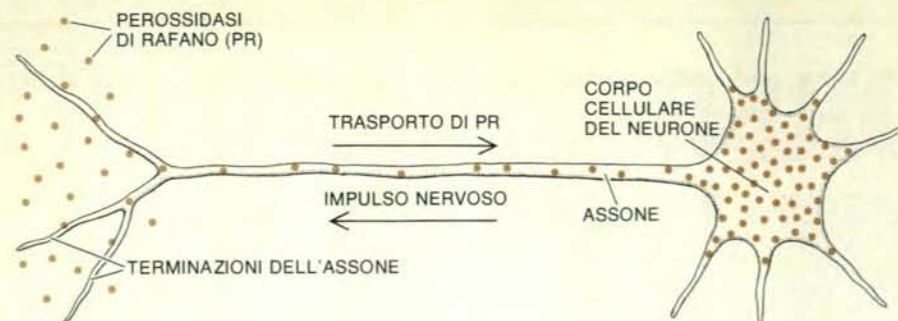 PEROSSIDASI
DI RAFANO (PR)
TRASPORTO DI PR
CORPO
CELLULARE
DEL NEURONE
IMPULSO NERVOSO
ASSONE
TERMINAZIONI DELL'ASSONE